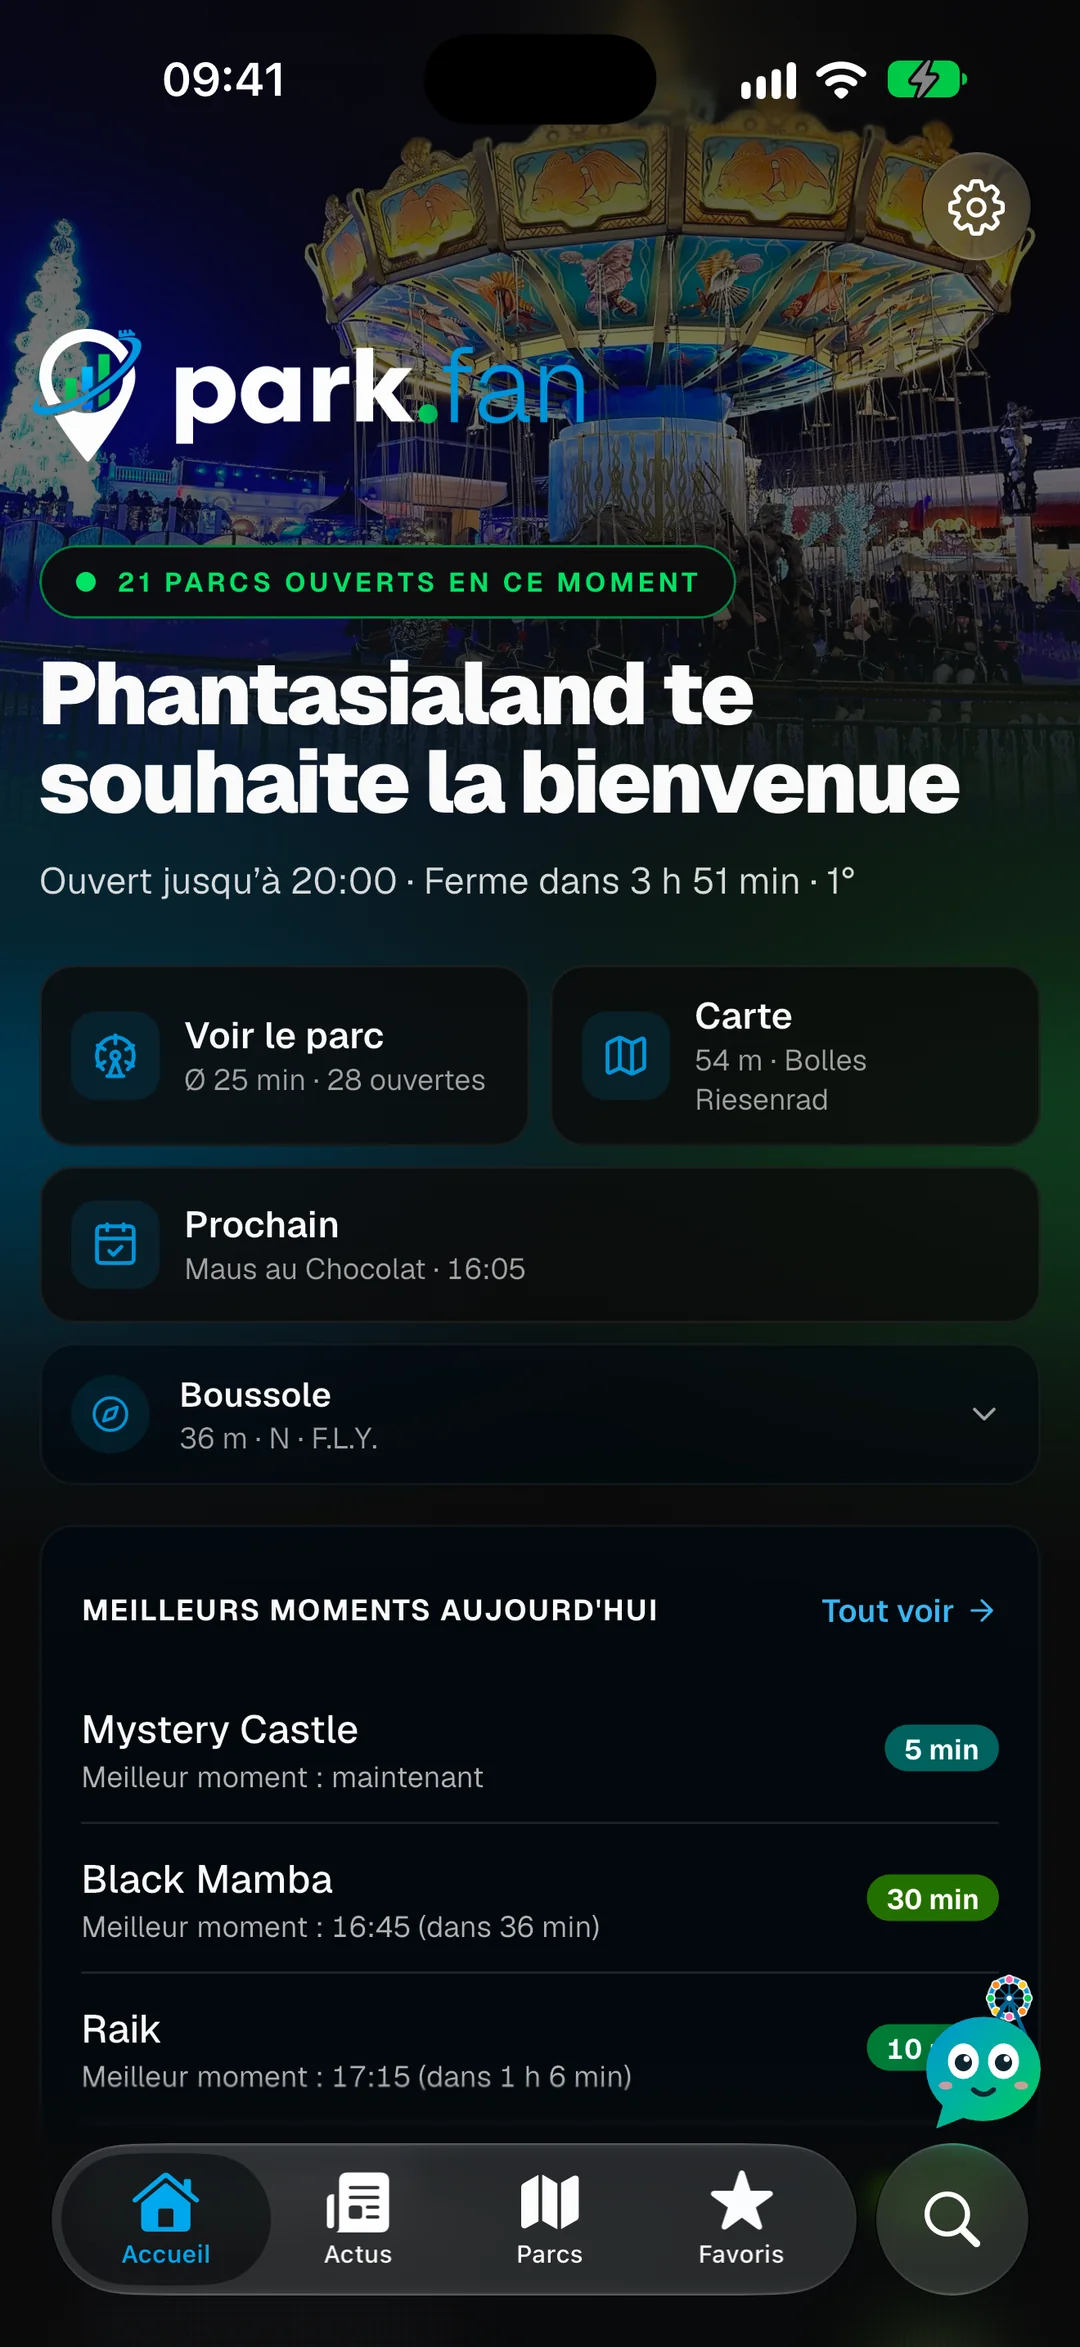 09:41
park.fan
21 PARCS OUVERTS EN CE MOMENT
Phantasialand te
souhaite la bienvenue
Ouvert jusqu’à 20:00 · Ferme dans 3 h 51 min · 1°
Voir le parc
Ø 25 min · 28 ouvertes
Carte
54 m · Bolles
Riesenrad
Prochain
Maus au Chocolat · 16:05
Boussole
36 m · N · F.L.Y.
MEILLEURS MOMENTS AUJOURD'HUI
Tout voir →
Mystery Castle
5 min
Meilleur moment : maintenant
Black Mamba
30 min
Meilleur moment : 16:45 (dans 36 min)
Raik
10
Meilleur moment : 17:15 (dans 1 h 6 min)
Accueil
Actus
Parcs
Favoris